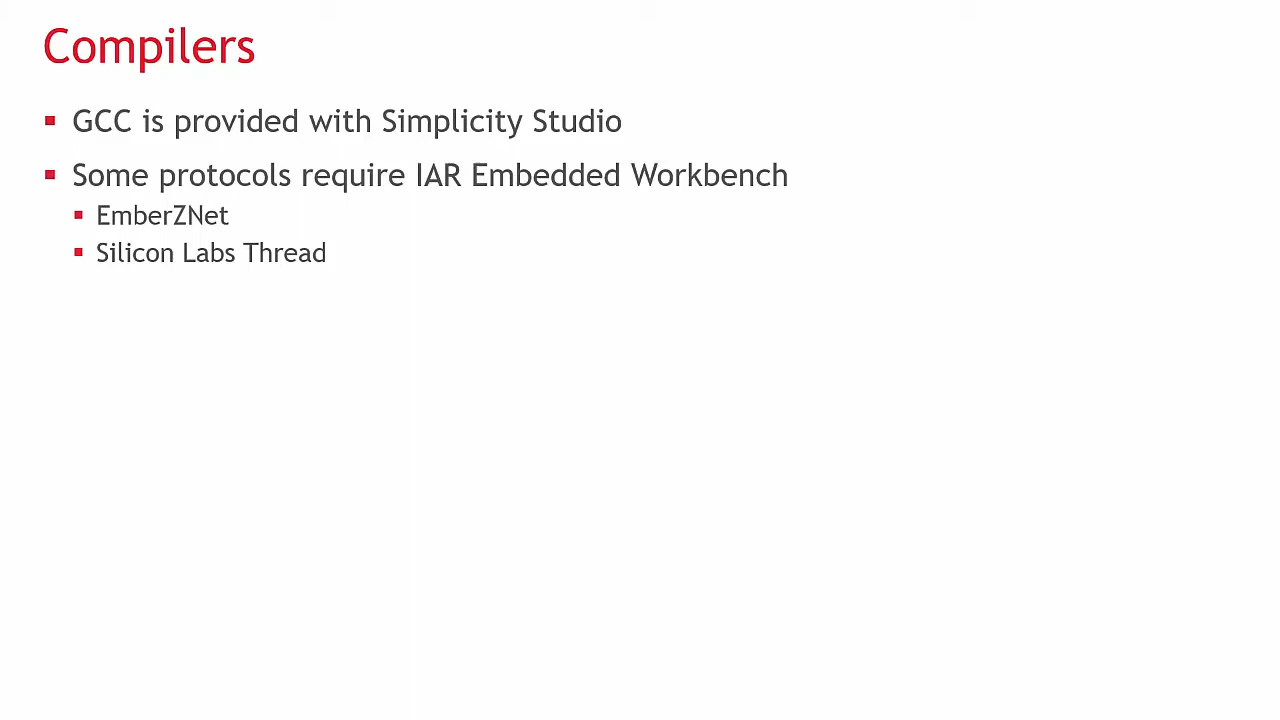 Compilers
GCC is provided with Simplicity Studio
Some protocols require IAR Embedded Workbench
EmberZNet
Silicon Labs Thread